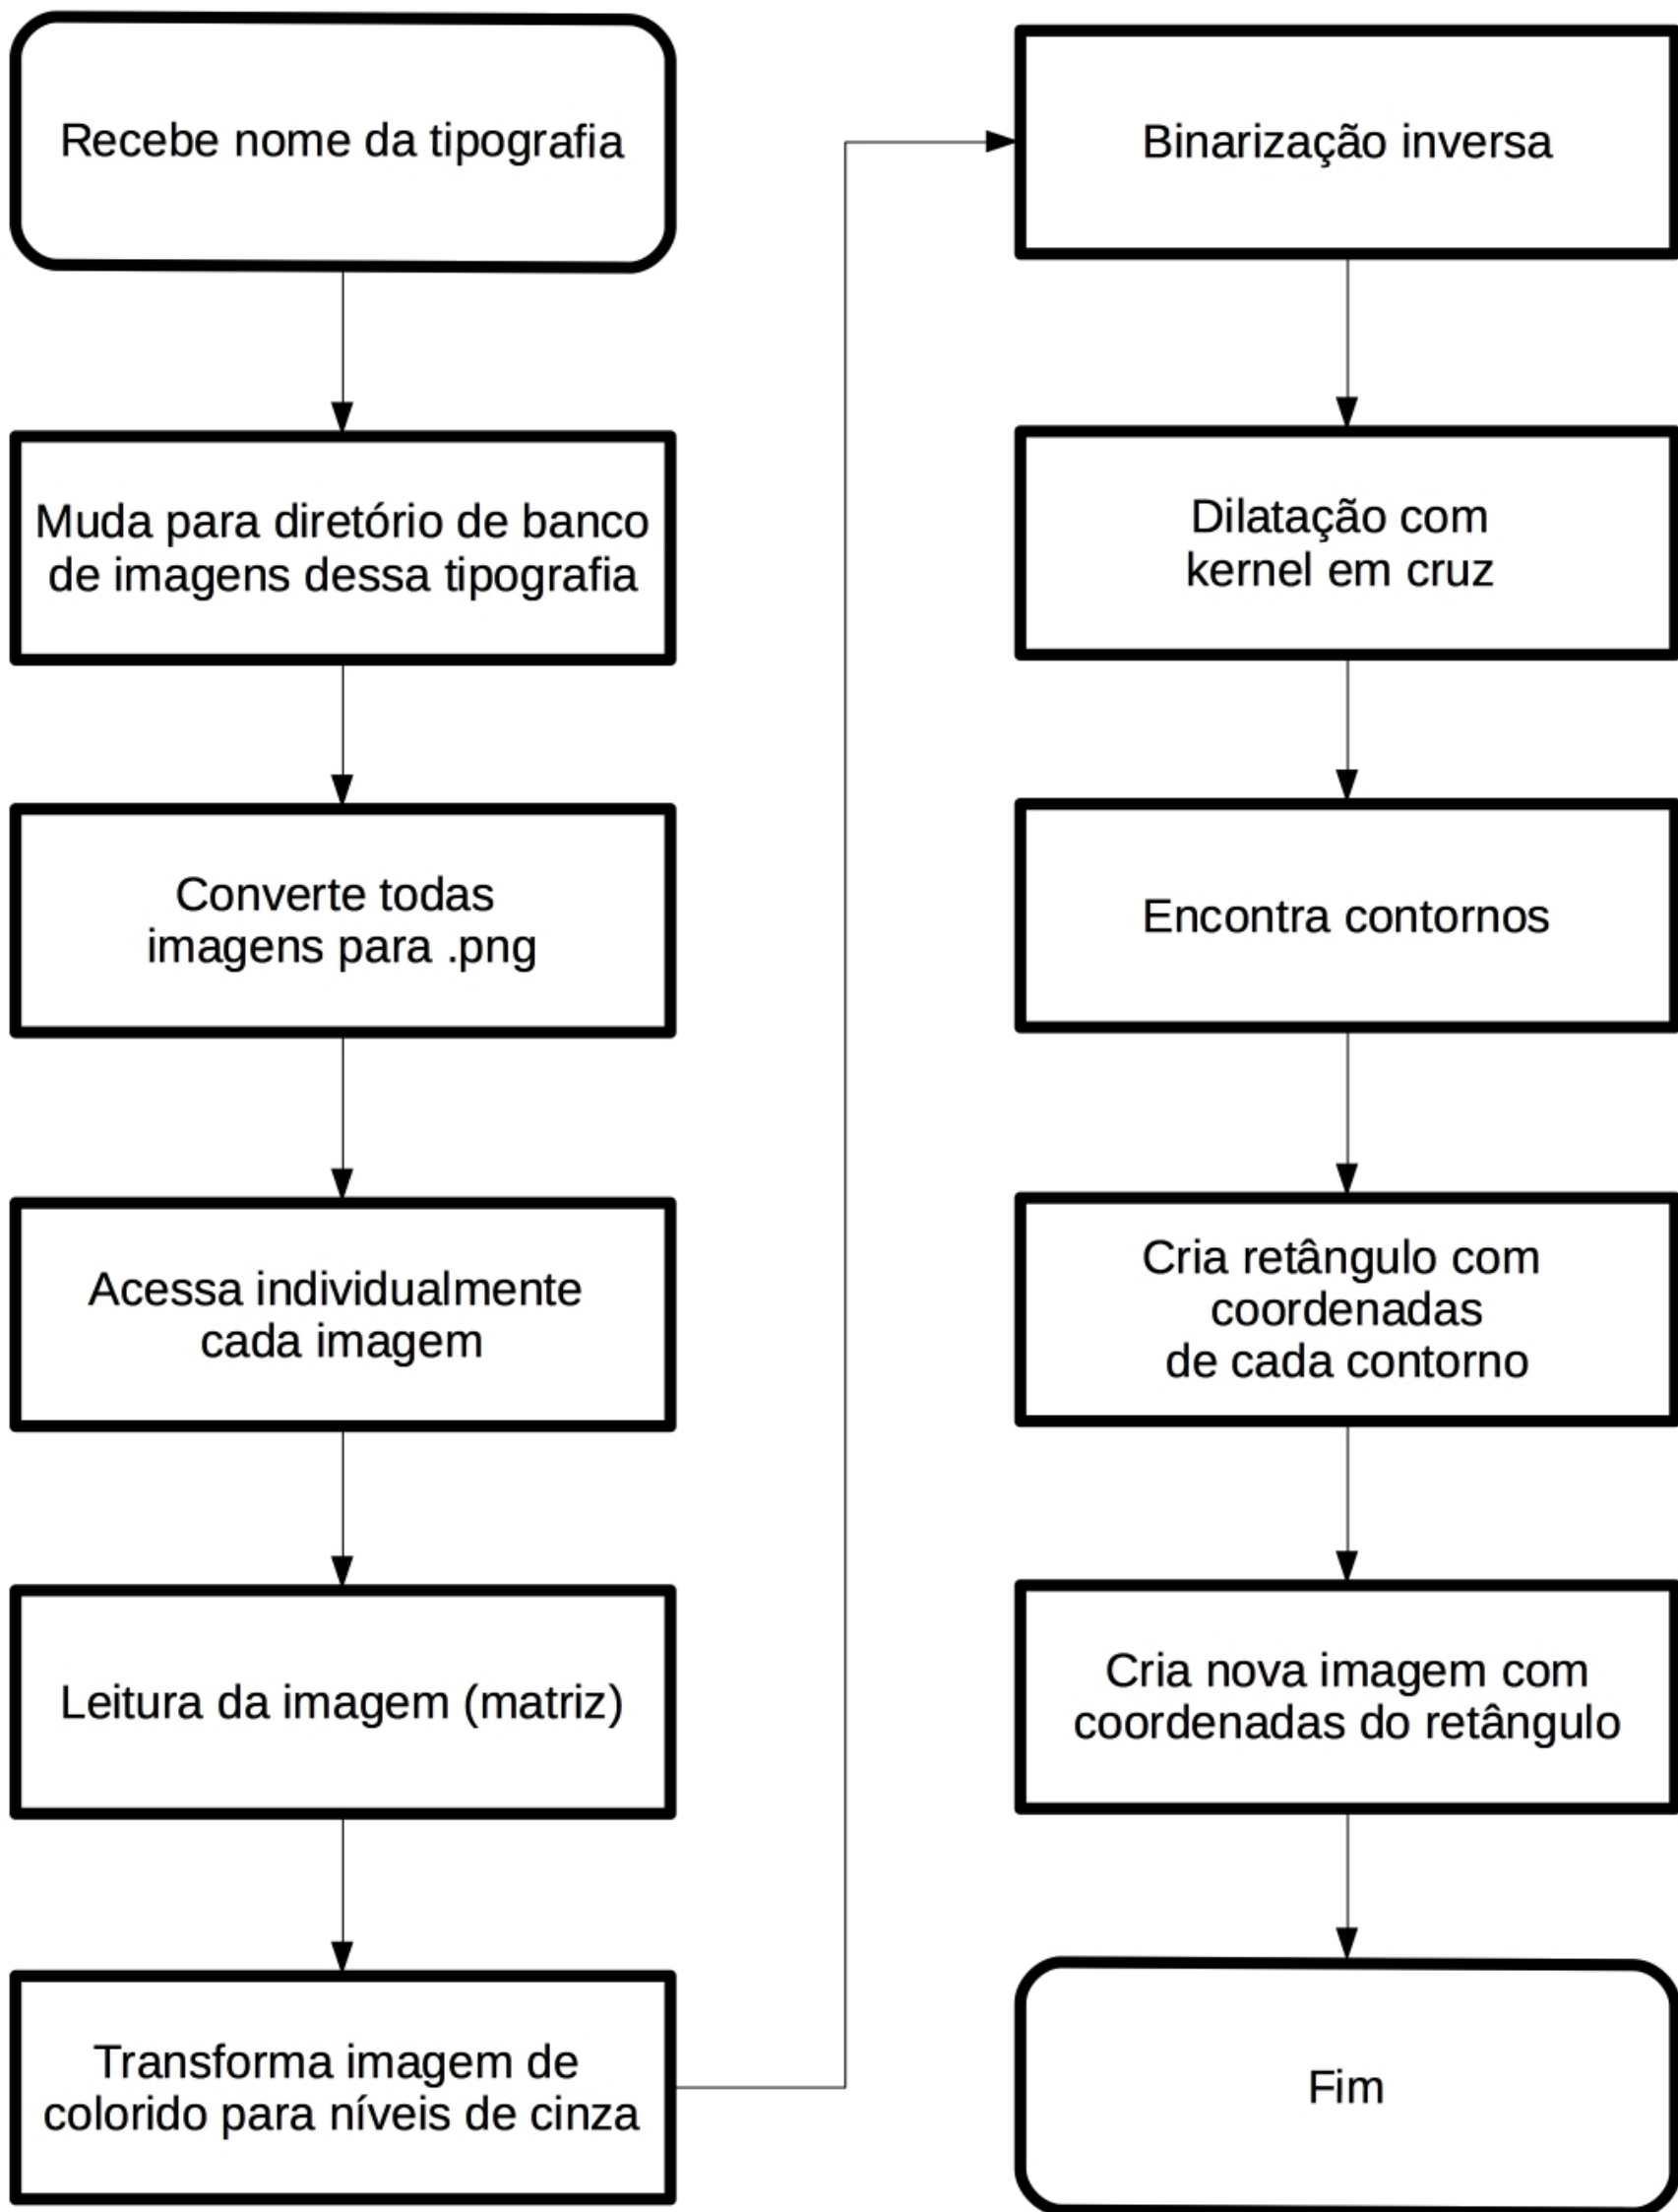 Recebe nome da tipografia
Muda para diretório de banco
de imagens dessa tipografia
Converte todas
imagens para .png
Acessa individualmente
cada imagem
Leitura da imagem (matriz)
Transforma imagem de
colorido para níveis de cinza
Binarização inversa
Dilatação com
kernel em cruz
Encontra contornos
Cria retângulo com
coordenadas
de cada contorno
Cria nova imagem com
coordenadas do retângulo
Fim